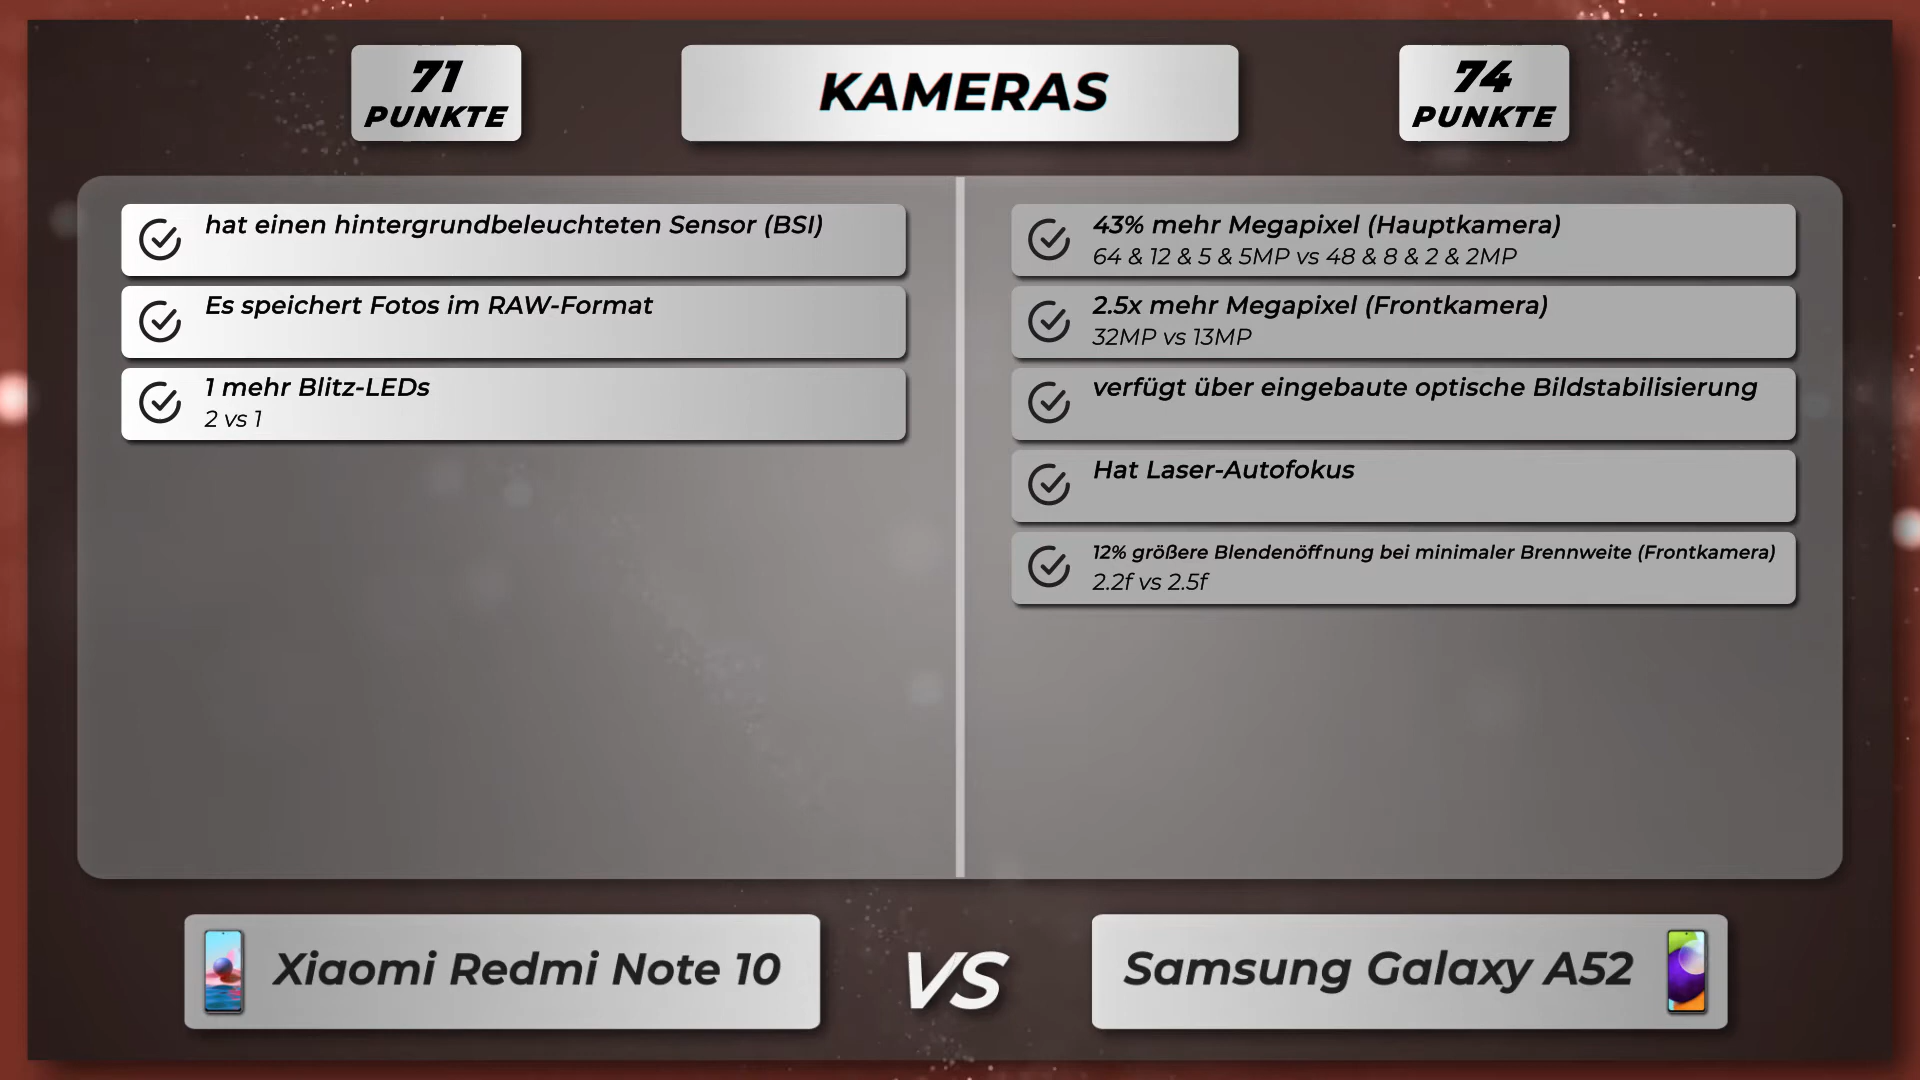 71
PUNKTE
KAMERAS
74
PUNKTE
hat einen hintergrundbeleuchteten Sensor (BSI)
Es speichert Fotos im RAW-Format
1 mehr Blitz-LEDs
2 vs 1
43% mehr Megapixel (Hauptkamera)
64 & 12 & 5 & 5MP vs 48 & 8 & 2 & 2MP
2.5x mehr Megapixel (Frontkamera)
32MP vs 13MP
verfügt über eingebaute optische Bildstabilisierung
Hat Laser-Autofokus
12% größere Blendenöffnung bei minimaler Brennweite (Frontkamera)
2.2f vs 2.5f
Xiaomi Redmi Note 10
VS
Samsung Galaxy A52